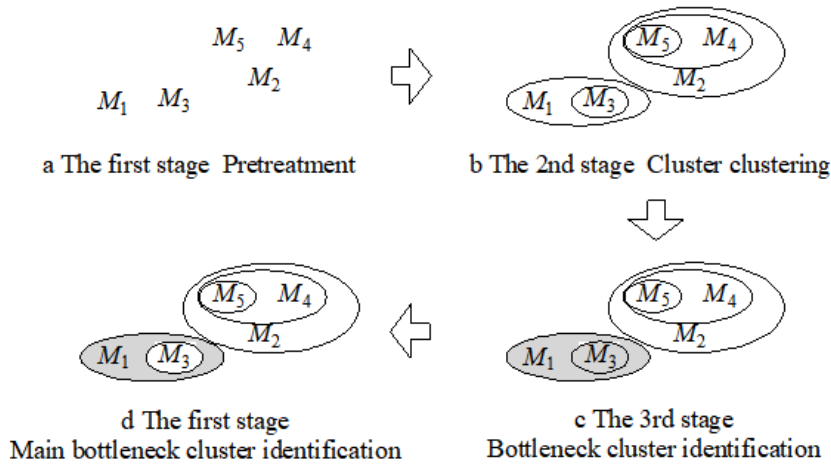 M5 M4
M2
M1 M3
a The first stage Pretreatment
M5 M4
M2
M1 M3
b The 2nd stage Cluster clustering
M5 M4
M2
M1 M3
d The first stage
Main bottleneck cluster identification
M5 M4
M2
M1 M3
c The 3rd stage
Bottleneck cluster identification